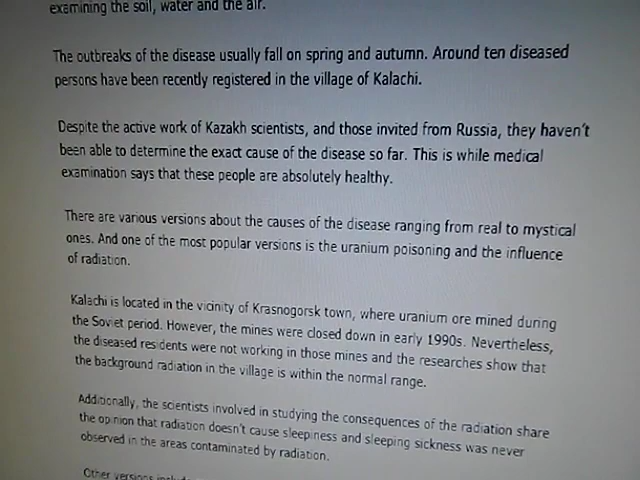 examining the soil, water and the air.
The outbreaks of the disease usually fall on spring and autumn. Around ten diseased
persons have been recently registered in the village of Kalachi.
Despite the active work of Kazakh scientists, and those invited from Russia, they haven't
been able to determine the exact cause of the disease so far. This is while medical
examination says that these people are absolutely healthy.
There are various versions about the causes of the disease ranging from real to mystical
ones. And one of the most popular versions is the uranium poisoning and the influence
of radiation.
Kalachi is located in the vicinity of Krasnogorsk town, where uranium ore mined during
the Soviet period. However, the mines were closed down in early 1990s. Nevertheless,
the diseased residents were not working in those mines and the researches show that
the background radiation in the village is within the normal range.
Additionally, the scientists involved in studying the consequences of the radiation share
the opinion that radiation doesn't cause sleepiness and sleeping sickness was never
observed in the areas contaminated by radiation.
Other versions